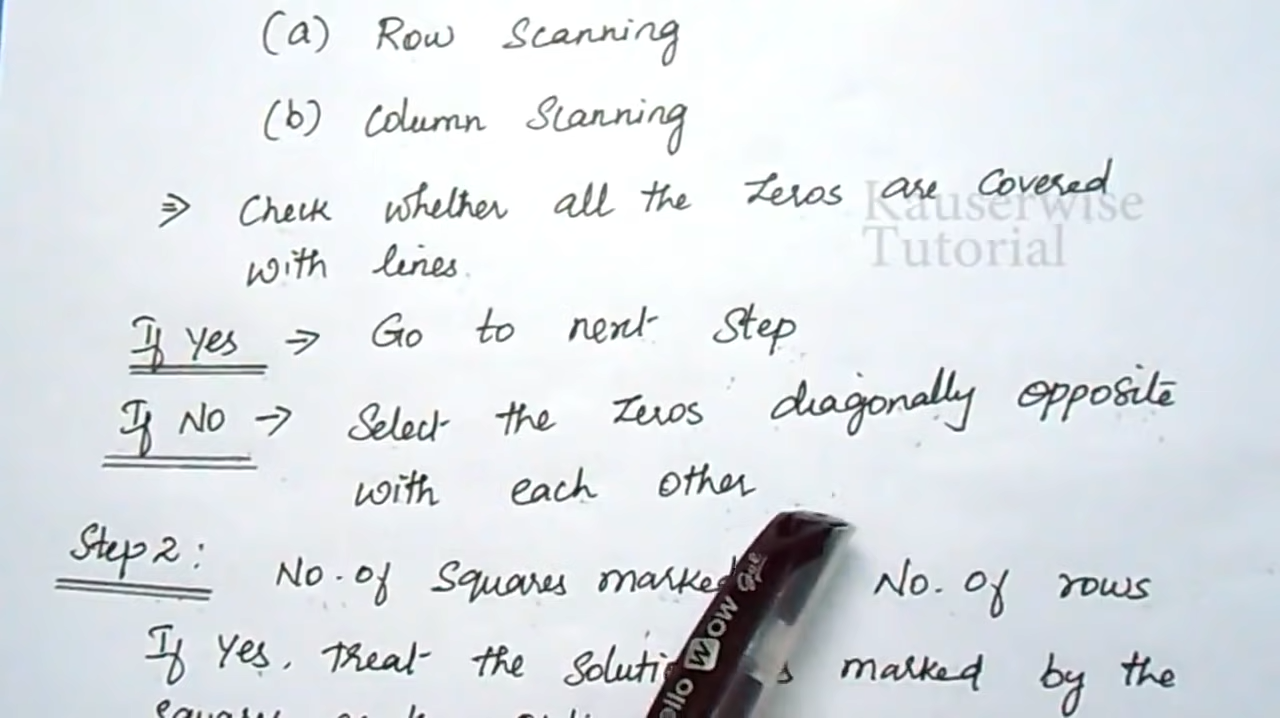 (a) Row Scanning
(b) Column Scanning
⇒ Check whether all the Zeros are Covered
with lines.
Kauserwise
Tutorial
If Yes → Go to next Step
If No → Select the Zeros diagonally opposite
with each other
Step 2: No. of Squares marked No. of rows
If Yes, treat the marked by the
WOW Gel